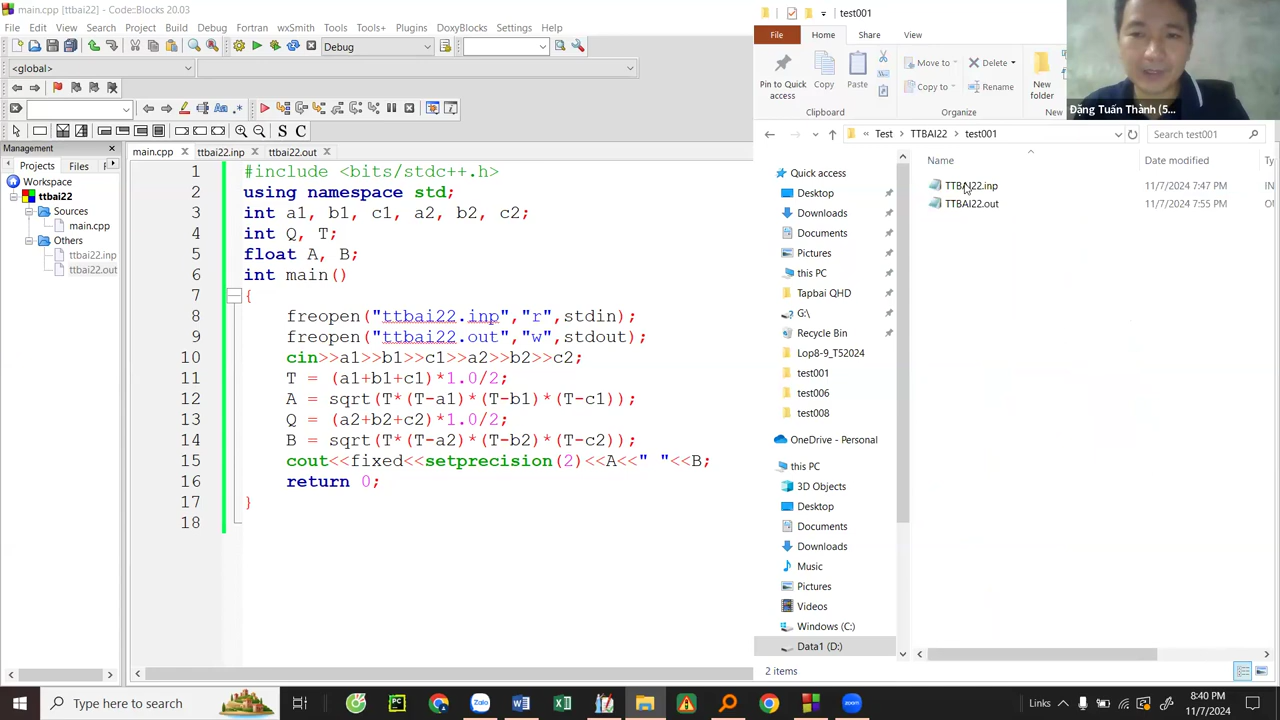 main.cpp [ttbai22] - Code::Blocks 20.03
File Edit View Search Project Build Debug Fortran wxSmith Tools Tools+ Plugins DoxyBlocks Settings Help
Debug
<global>
Aa
.*
S C
Management
Projects Files
Workspace
ttbai22
Sources
main.cpp
Others
ttbai22.inp
ttbai22.out
main.cpp ttbai22.inp ttbai22.out
1 #include <bits/stdc++.h>
2 using namespace std;
3 int a1, b1, c1, a2, b2, c2;
4 int Q, T;
5 float A, B;
6 int main()
7 {
8 freopen("ttbai22.inp","r",stdin);
9 freopen("ttbai22.out","w",stdout);
10 cin>>a1>>b1>>c1>>a2>>b2>>c2;
11 T = (a1+b1+c1)*1.0/2;
12 A = sqrt(T*(T-a1)*(T-b1)*(T-c1));
13 Q = (a2+b2+c2)*1.0/2;
14 B = sqrt(T*(T-a2)*(T-b2)*(T-c2));
15 cout<<fixed<<setprecision(2)<<A<<" "<<B;
16 return 0;
17 }
18
test001
File Home Share View
Pin to Quick access
Copy
Paste
Clipboard
Move to
Copy to
Delete
Rename
Organize
New folder
New
Đặng Tuấn Thành (5...
« Test > TTBAI22 > test001
Search test001
Name Date modified Ty
TTBAI22.inp 11/7/2024 7:47 PM IN
TTBAI22.out 11/7/2024 7:55 PM OU
Quick access
Desktop
Downloads
Documents
Pictures
this PC
Tapbai QHD
G:\
Recycle Bin
Lop8-9_T52024
test001
test006
test008
OneDrive - Personal
this PC
3D Objects
Desktop
Documents
Downloads
Music
Pictures
Videos
Windows (C:)
Data1 (D:)
2 items
Type here to search
Zalo
zoom
Links
8:40 PM
11/7/2024